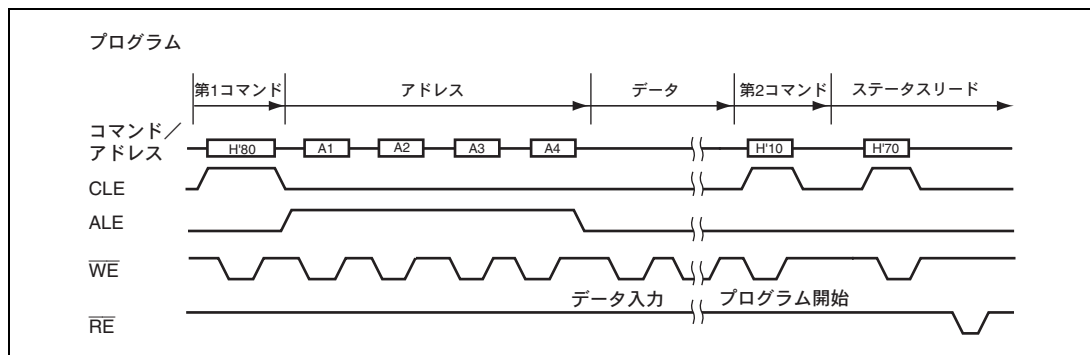 プログラム
第1コマンド アドレス データ 第2コマンド ステータスリード
コマンド／
アドレス
H'80 A1 A2 A3 A4 H'10 H'70
CLE
ALE
WE
データ入力 プログラム開始
RE